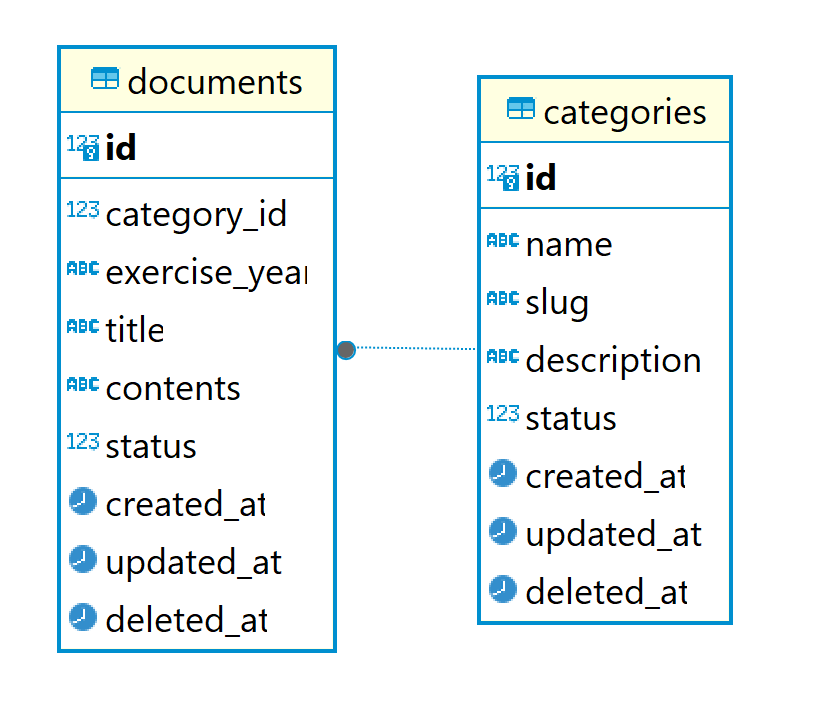 documents
123 id
123 category_id
ABC exercise_year
ABC title
ABC contents
123 status
created_at
updated_at
deleted_at
categories
123 id
ABC name
ABC slug
ABC description
123 status
created_at
updated_at
deleted_at